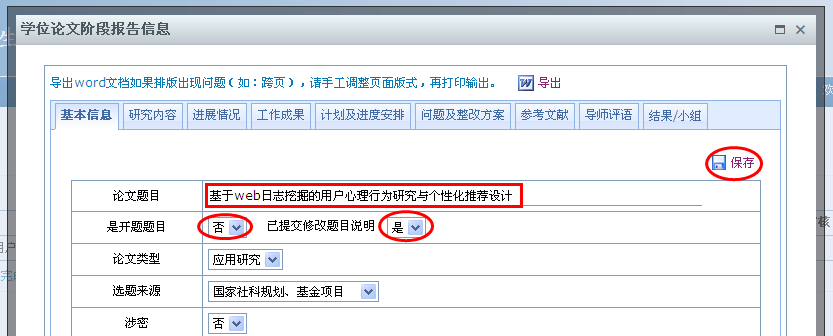 学位论文阶段报告信息
导出word文档如果排版出现问题（如：跨页），请手工调整页面版式，再打印输出。 导出
基本信息 研究内容 进展情况 工作成果 计划及进度安排 问题及整改方案 参考文献 导师评语 结果/小组
保存
论文题目 基于web日志挖掘的用户心理行为研究与个性化推荐设计
是开题题目 否 已提交修改题目说明 是
论文类型 应用研究
选题来源 国家社科规划、基金项目
涉密 否